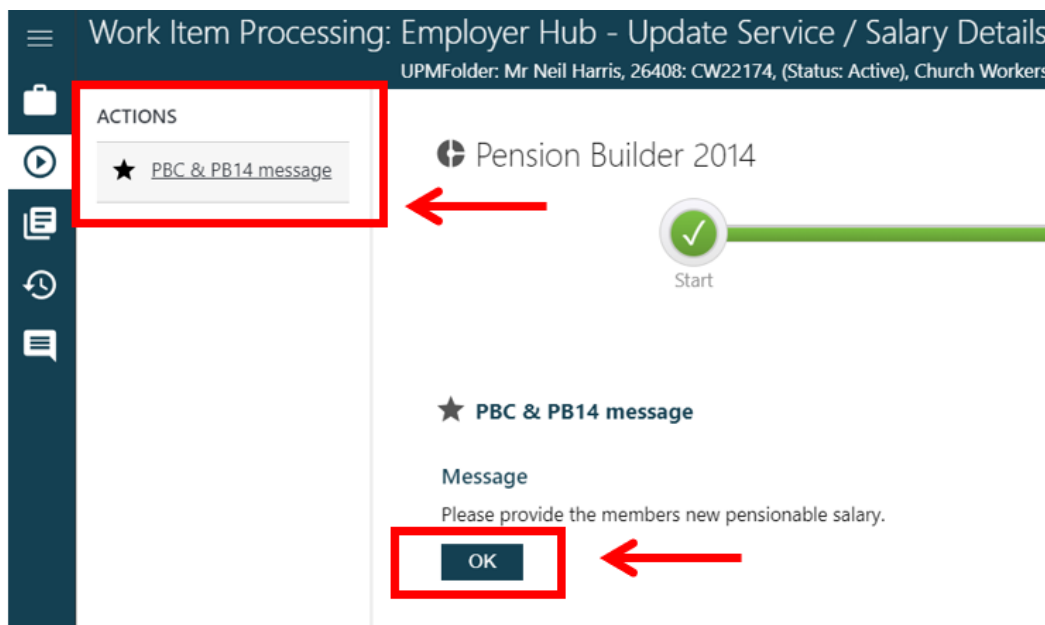 Work Item Processing: Employer Hub - Update Service / Salary Details
UPMFolder: Mr Neil Harris, 26408: CW22174, (Status: Active), Church Workers
ACTIONS
PBC & PB14 message
Pension Builder 2014
Start
PBC & PB14 message
Message
Please provide the members new pensionable salary.
OK